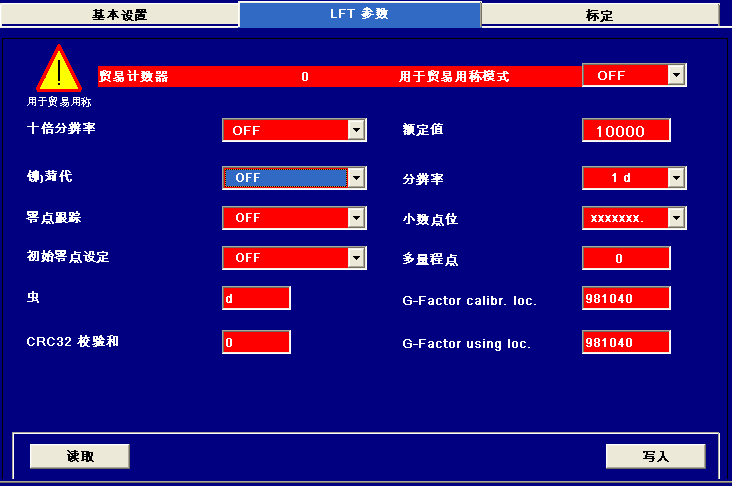 基本设置
LFT 参数
标定
贸易计数器 0 用于贸易用称模式 OFF
用于贸易用称
十倍分辨率 OFF 额定值 10000
OFF 分辨率 1 d
零点跟踪 OFF 小数点位 xxxxxxx.
初始零点设定 OFF 多量程点 0
虫 d G-Factor calibr. loc. 981040
CRC32 校验和 0 G-Factor using loc. 981040
读取 写入